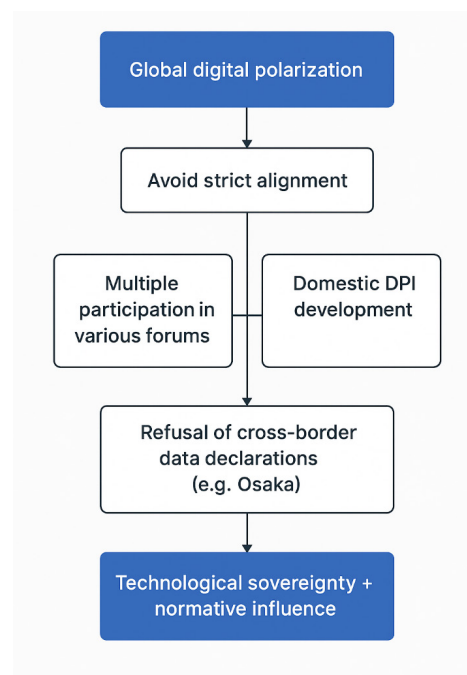 Global digital polarization
Avoid strict alignment
Multiple
participation in
various forums
Domestic DPI
development
Refusal of cross-border
data declarations
(e.g. Osaka)
Technological sovereignty +
normative influence